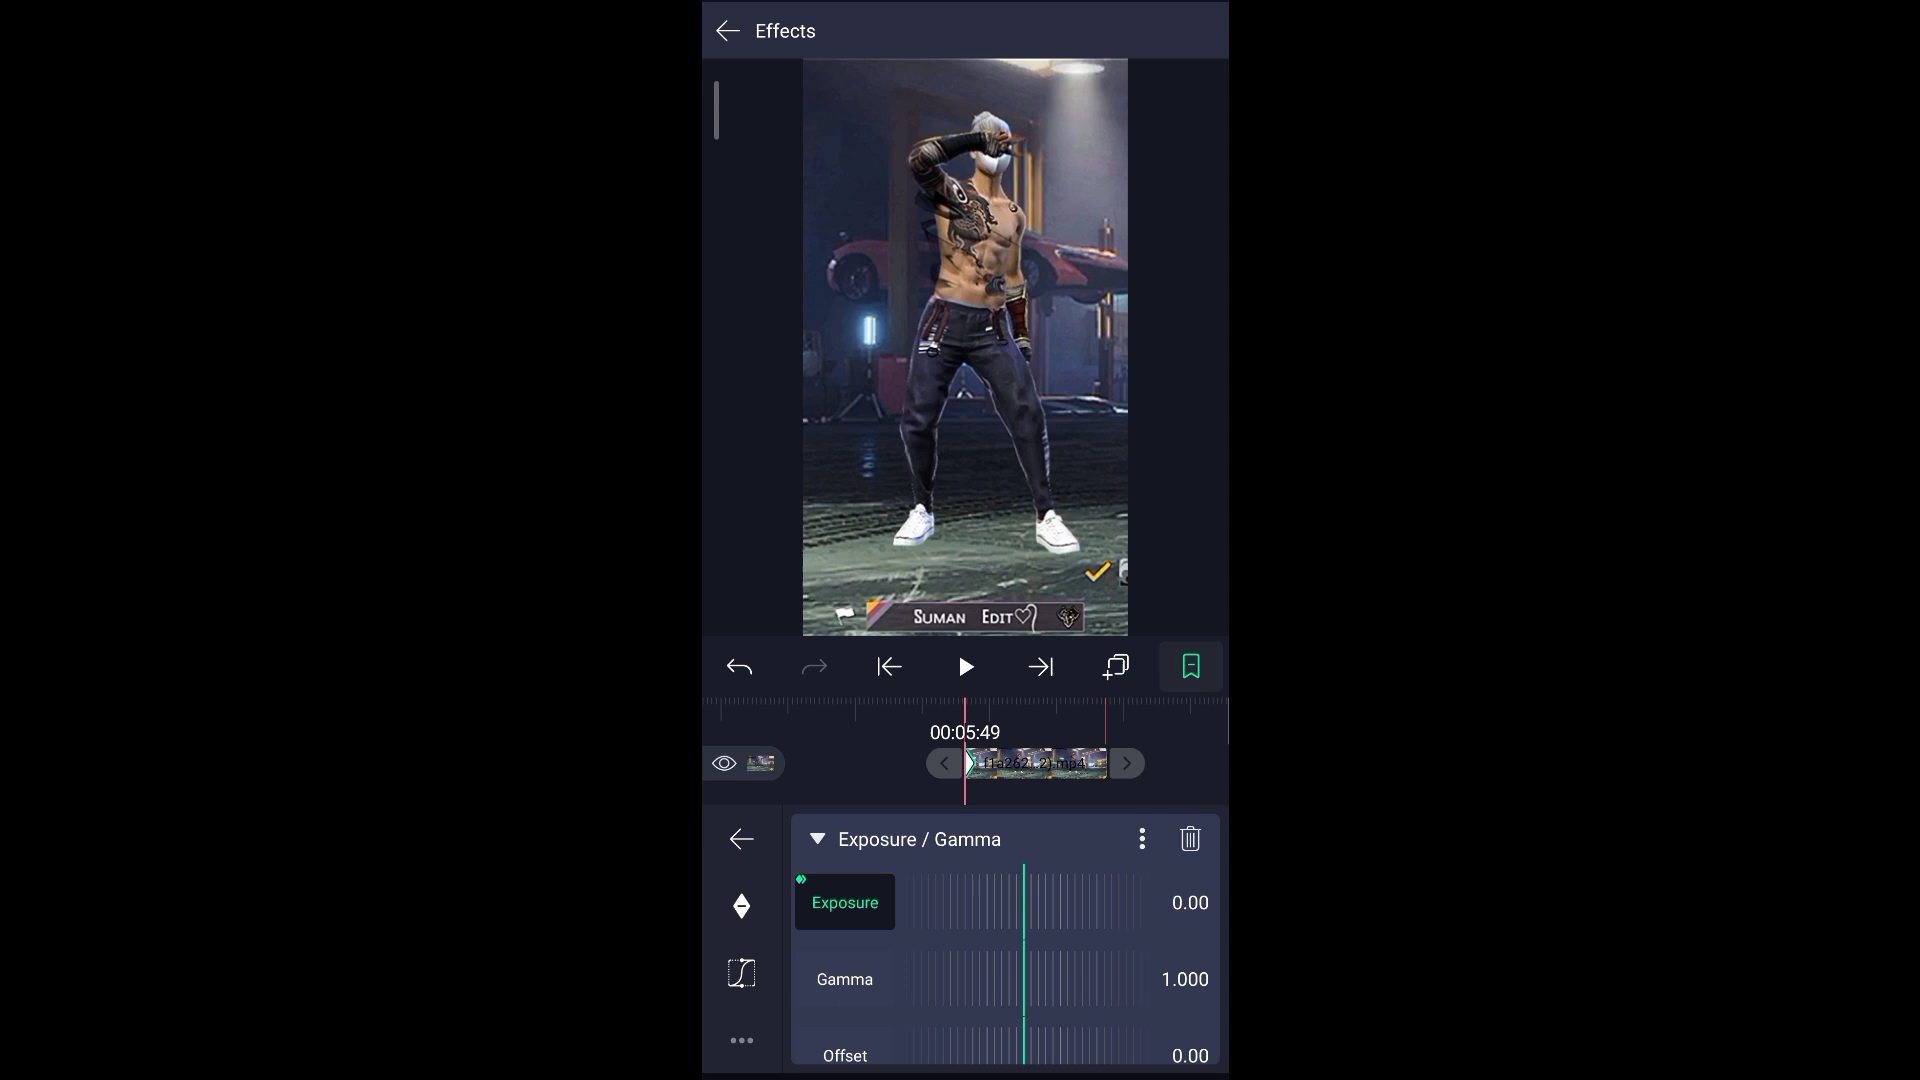 Effects
SUMAN EDIT
00:05:49
Exposure / Gamma
Exposure
0.00
Gamma
1.000
Offset
0.00